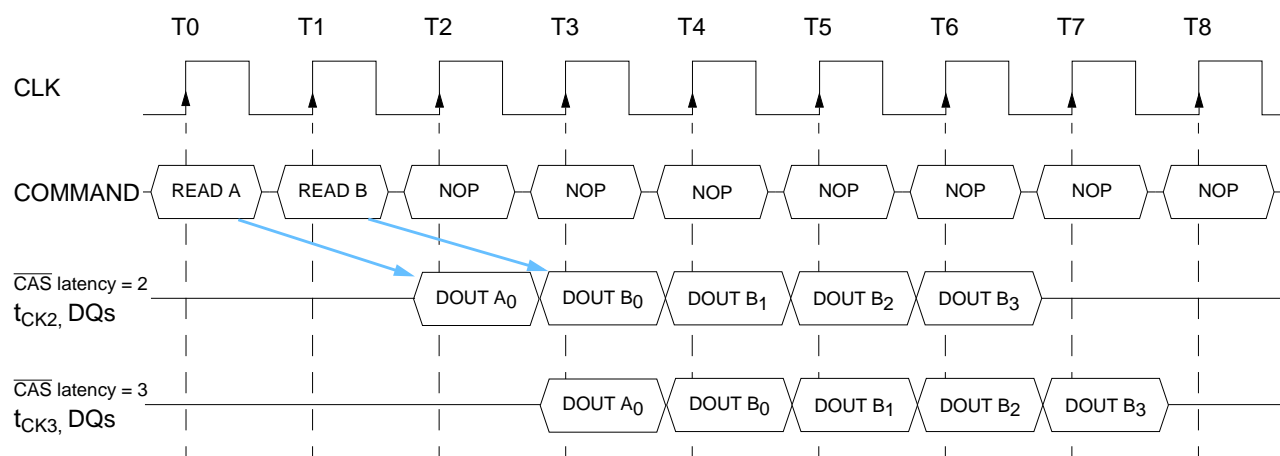 T0 T1 T2 T3 T4 T5 T6 T7 T8
CLK
COMMAND READ A READ B NOP NOP NOP NOP NOP NOP NOP
CAS latency = 2
tCK2, DQs DOUT A0 DOUT B0 DOUT B1 DOUT B2 DOUT B3
CAS latency = 3
tCK3, DQs DOUT A0 DOUT B0 DOUT B1 DOUT B2 DOUT B3